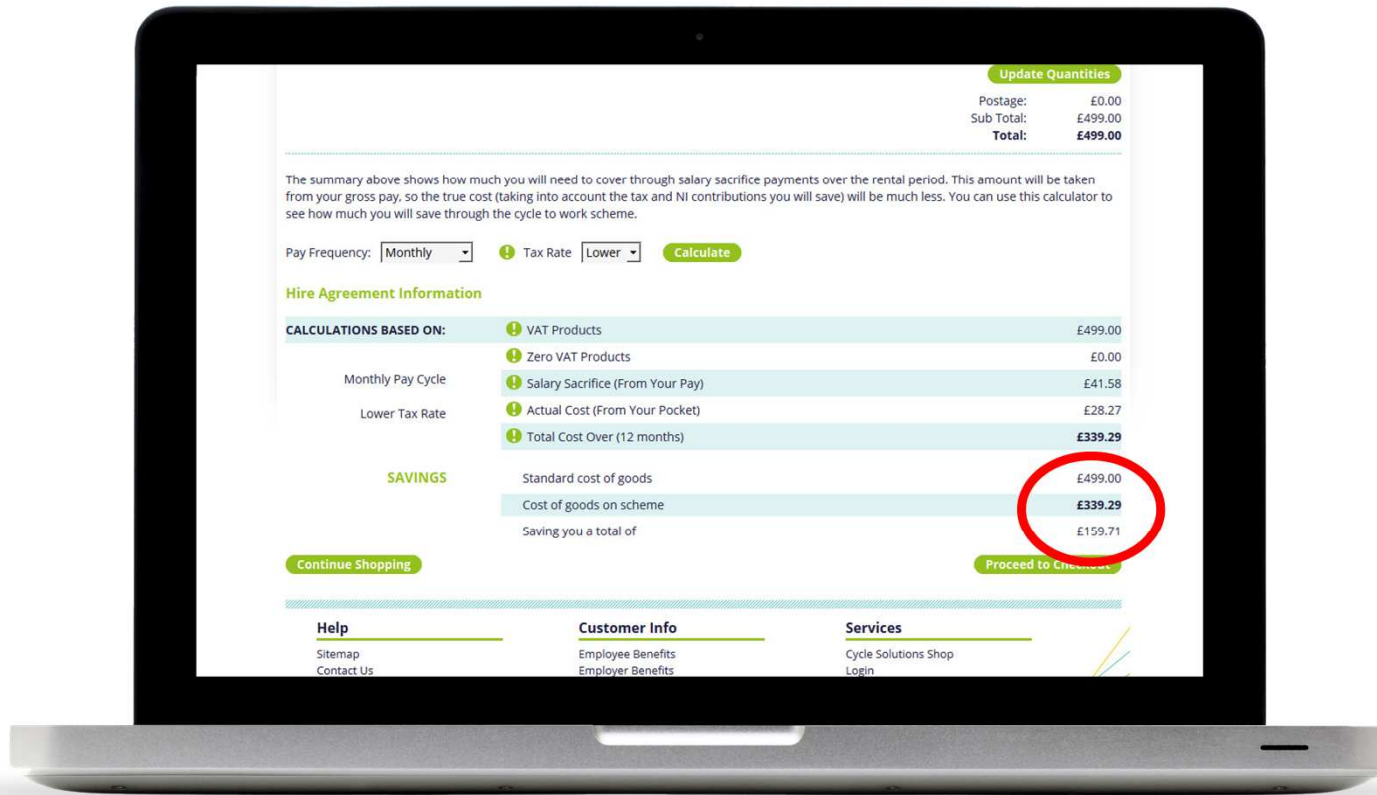 Update Quantities
Postage: £0.00
Sub Total: £499.00
Total: £499.00
The summary above shows how much you will need to cover through salary sacrifice payments over the rental period. This amount will be taken
from your gross pay, so the true cost (taking into account the tax and NI contributions you will save) will be much less. You can use this calculator to
see how much you will save through the cycle to work scheme.
Pay Frequency: Monthly ! Tax Rate Lower Calculate
Hire Agreement Information
CALCULATIONS BASED ON: ! VAT Products £499.00
! Zero VAT Products £0.00
Monthly Pay Cycle ! Salary Sacrifice (From Your Pay) £41.58
Lower Tax Rate ! Actual Cost (From Your Pocket) £28.27
! Total Cost Over (12 months) £339.29
SAVINGS Standard cost of goods £499.00
Cost of goods on scheme £339.29
Saving you a total of £159.71
Continue Shopping Proceed to Checkout
Help Customer Info Services
Sitemap Employee Benefits Cycle Solutions Shop
Contact Us Employer Benefits Login